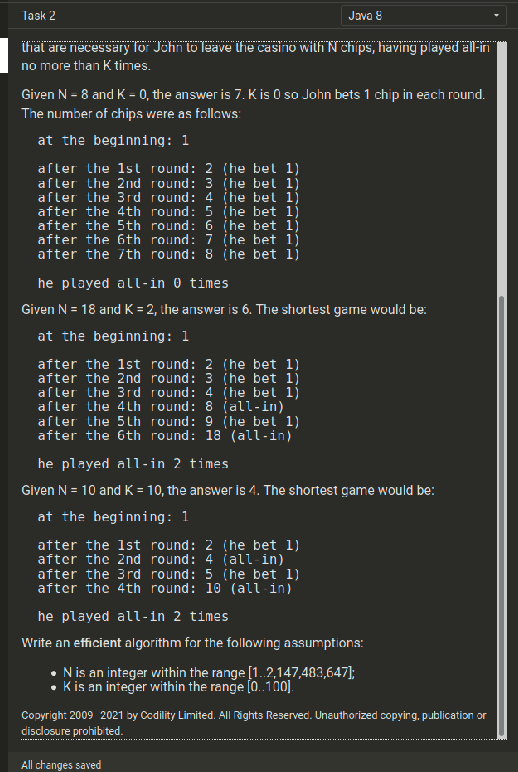 Task 2
Java 8
that are necessary for John to leave the casino with N chips, having played all-in
no more than K times.
Given N = 8 and K = 0, the answer is 7. K is 0 so John bets 1 chip in each round.
The number of chips were as follows:
at the beginning: 1
after the 1st round: 2 (he bet 1)
after the 2nd round: 3 (he bet 1)
after the 3rd round: 4 (he bet 1)
after the 4th round: 5 (he bet 1)
after the 5th round: 6 (he bet 1)
after the 6th round: 7 (he bet 1)
after the 7th round: 8 (he bet 1)
he played all-in 0 times
Given N = 18 and K = 2, the answer is 6. The shortest game would be:
at the beginning: 1
after the 1st round: 2 (he bet 1)
after the 2nd round: 3 (he bet 1)
after the 3rd round: 4 (he bet 1)
after the 4th round: 8 (all-in)
after the 5th round: 9 (he bet 1)
after the 6th round: 18 (all-in)
he played all-in 2 times
Given N = 10 and K = 10, the answer is 4. The shortest game would be:
at the beginning: 1
after the 1st round: 2 (he bet 1)
after the 2nd round: 4 (all-in)
after the 3rd round: 5 (he bet 1)
after the 4th round: 10 (all-in)
he played all-in 2 times
Write an efficient algorithm for the following assumptions:
• N is an integer within the range [1..2,147,483,647];
• K is an integer within the range [0..100].
Copyright 2009–2021 by Codility Limited. All Rights Reserved. Unauthorized copying, publication or
disclosure prohibited.
All changes saved